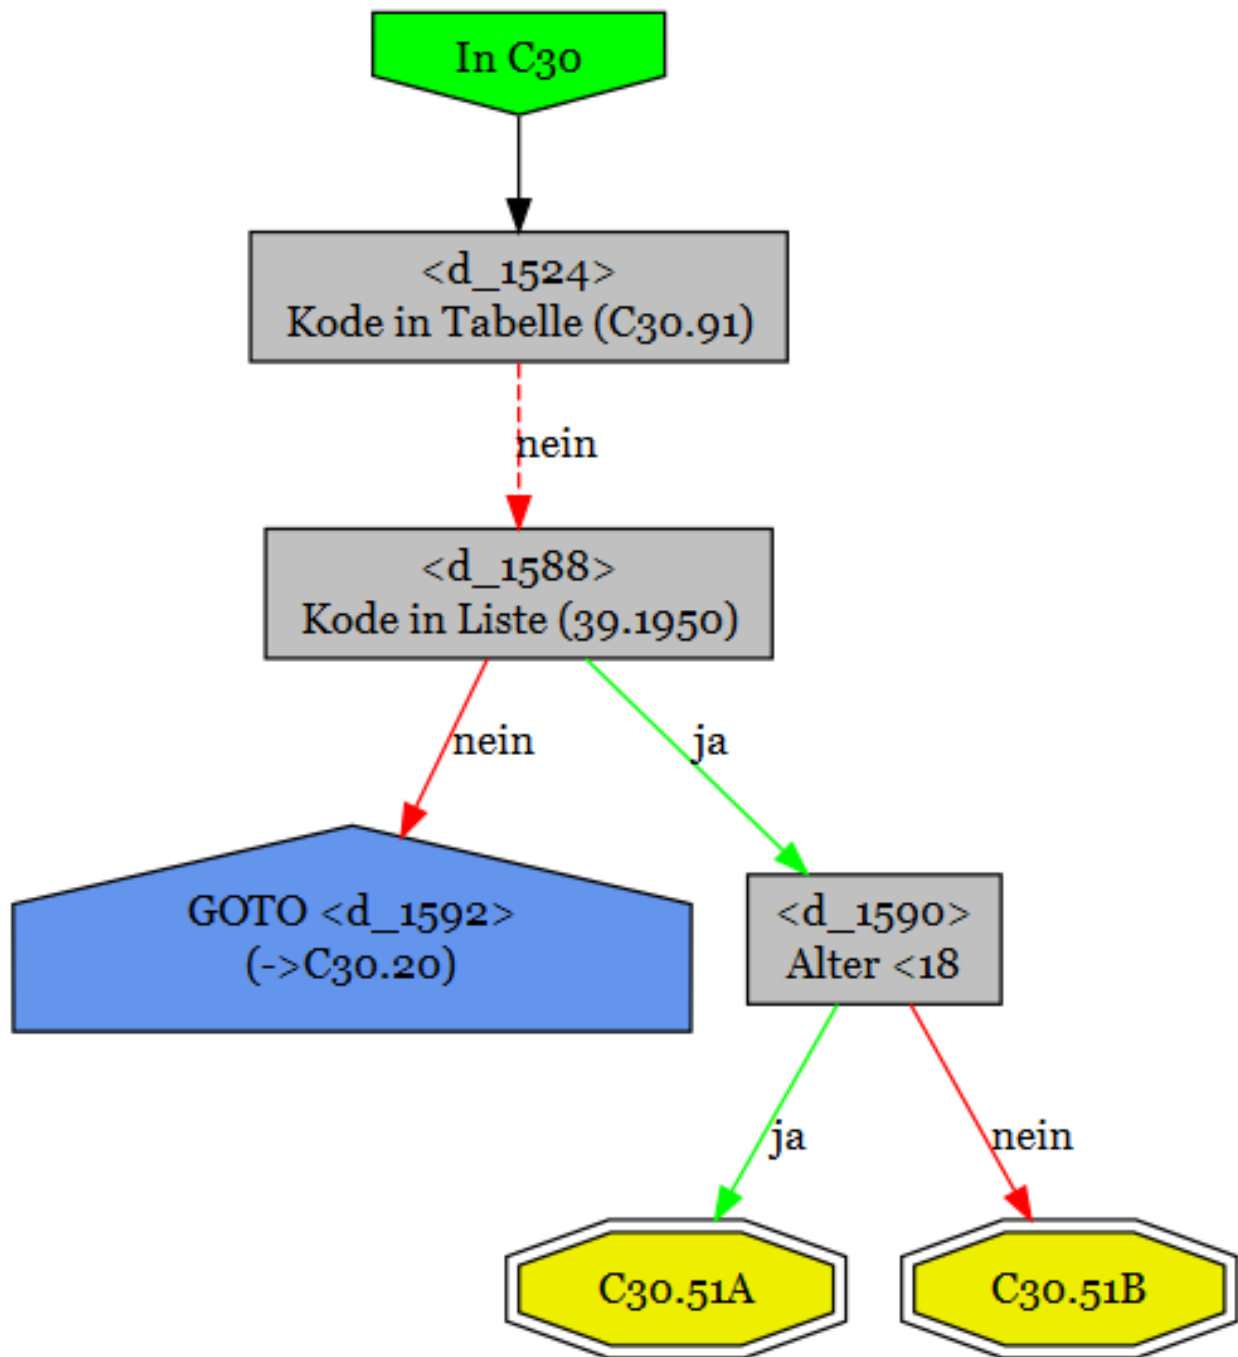 In C30
<d_1524>
Kode in Tabelle (C30.91)
nein
<d_1588>
Kode in Liste (39.1950)
nein
ja
GOTO <d_1592>
(->C30.20)
<d_1590>
Alter <18
ja
nein
C30.51A
C30.51B